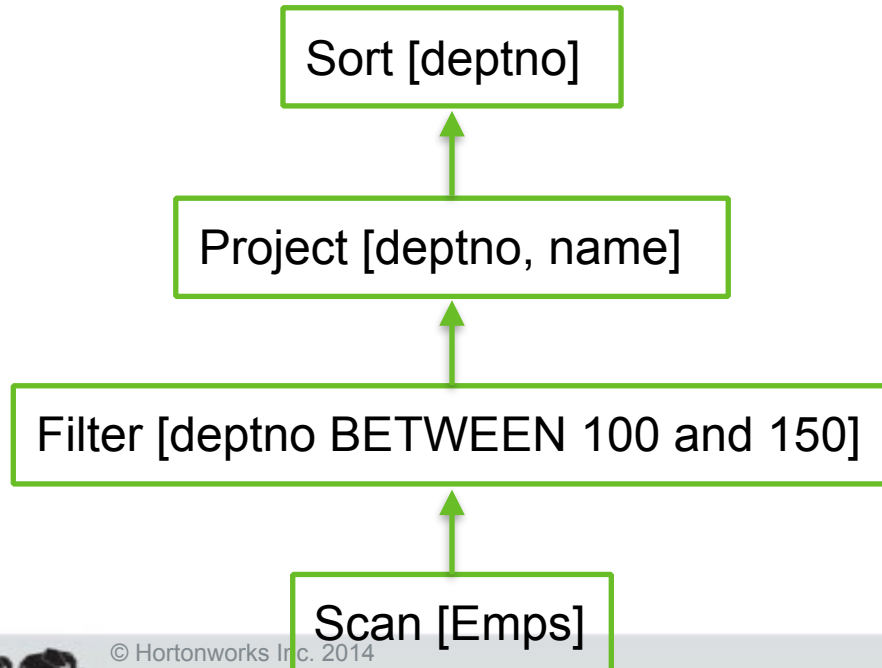 Sort [deptno]
Project [deptno, name]
Filter [deptno BETWEEN 100 and 150]
Scan [Emps]
© Hortonworks Inc. 2014